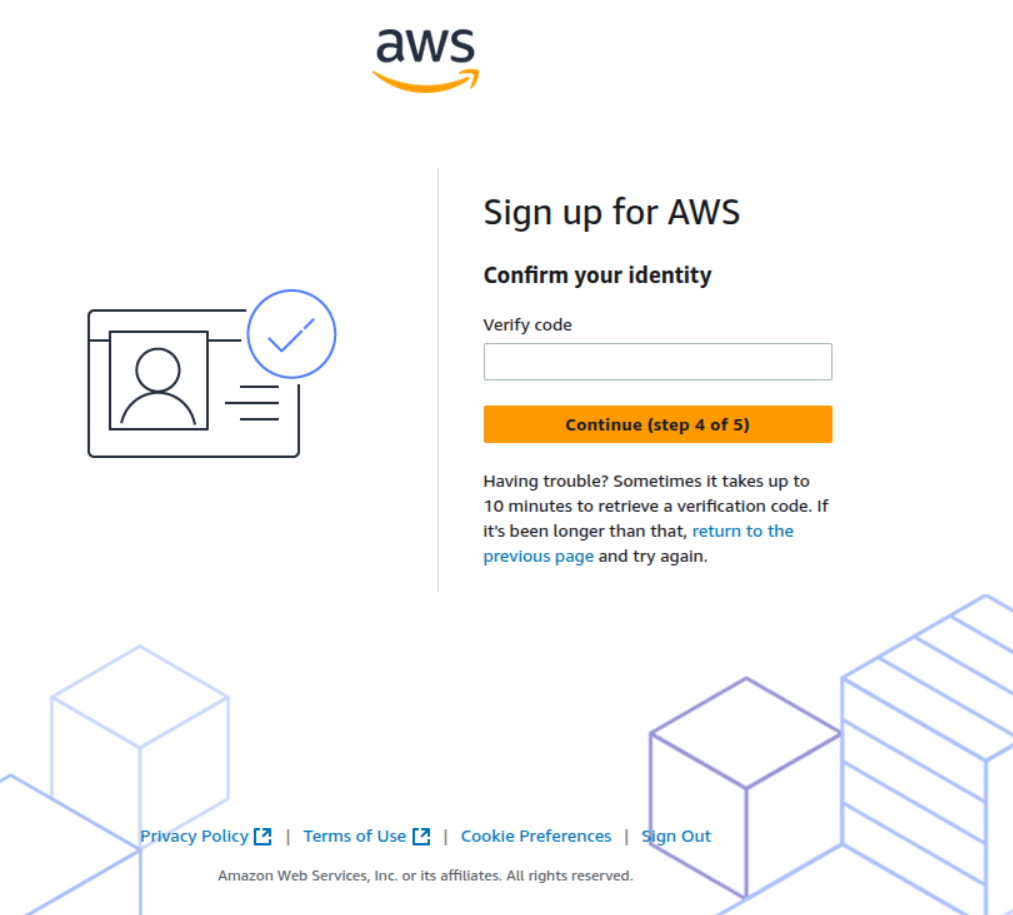 aws
Sign up for AWS
Confirm your identity
Verify code
Continue (step 4 of 5)
Having trouble? Sometimes it takes up to
10 minutes to retrieve a verification code. If
it's been longer than that, return to the
previous page and try again.
Privacy Policy | Terms of Use | Cookie Preferences | Sign Out
Amazon Web Services, Inc. or its affiliates. All rights reserved.